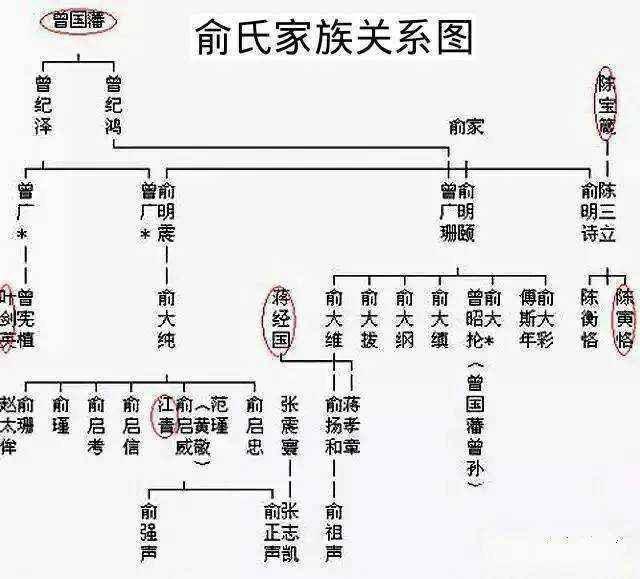 俞氏家族关系图
曾国藩
曾纪泽
曾纪鸿
俞家
陈宝箴
曾广*
曾广*
俞明震
曾广珊
俞明颐
俞明诗
陈三立
叶剑英
曾宪植
俞大纯
蒋经国
俞大维
俞大拔
俞大纲
俞大缜
曾昭抡
俞大*
（曾国藩曾孙）
傅斯年
俞大彩
陈衡恪
陈寅恪
赵太侔
俞珊
俞瑾
俞启考
俞启信
江青
俞启威
（黄敬）
范瑾
俞启忠
张震寰
俞扬和
蒋孝章
俞强声
俞正声
张志凯
俞祖声